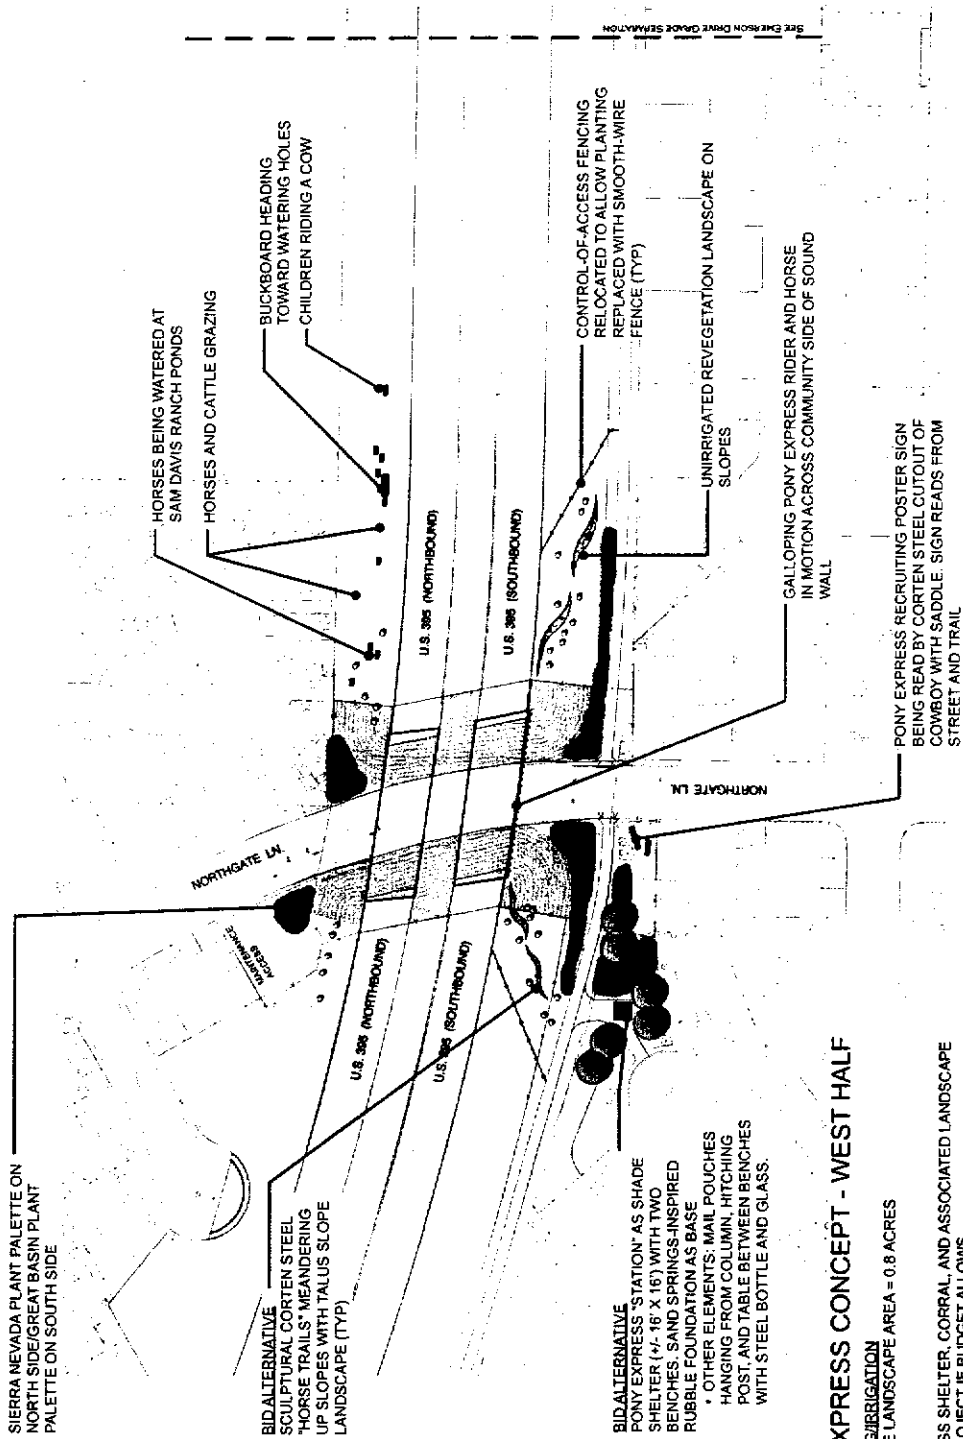 SEE EMERSON DRIVE GRADE SEPARATION
HORSES BEING WATERED AT
SAM DAVIS RANCH PONDS
HORSES AND CATTLE GRAZING
BUCKBOARD HEADING
TOWARD WATERING HOLES
CHILDREN RIDING A COW
CONTROL-OF-ACCESS FENCING
RELOCATED TO ALLOW PLANTING
REPLACED WITH SMOOTH-WIRE
FENCE (TYP)
UNIRRIGATED REVEGETATION LANDSCAPE ON
SLOPES
GALLOPING PONY EXPRESS RIDER AND HORSE
IN MOTION ACROSS COMMUNITY SIDE OF SOUND
WALL
PONY EXPRESS RECRUITING POSTER SIGN
BEING READ BY CORTEN STEEL CUTOUT OF
COWBOY WITH SADDLE. SIGN READS FROM
STREET AND TRAIL
U.S. 395 (NORTHBOUND)
U.S. 395 (SOUTHBOUND)
NORTHGATE LN.
NORTHGATE LN.
MAINTENANCE
ACCESS
U.S. 395 (NORTHBOUND)
U.S. 395 (SOUTHBOUND)
SIERRA NEVADA PLANT PALETTE ON
NORTH SIDE/GREAT BASIN PLANT
PALETTE ON SOUTH SIDE
BID ALTERNATIVE
SCULPTURAL CORTEN STEEL
"HORSE TRAILS" MEANDERING
UP SLOPES WITH TALUS SLOPE
LANDSCAPE (TYP)
BID ALTERNATIVE
PONY EXPRESS "STATION" AS SHADE
SHELTER (+/- 16' X 16') WITH TWO
BENCHES. SAND SPRINGS-INSPIRED
RUBBLE FOUNDATION AS BASE
• OTHER ELEMENTS: MAIL POUCHES
HANGING FROM COLUMN, HITCHING
POST, AND TABLE BETWEEN BENCHES
WITH STEEL BOTTLE AND GLASS.
XPRESS CONCEPT - WEST HALF
G/IRRIGATION
E LANDSCAPE AREA = 0.8 ACRES
SS SHELTER, CORRAL, AND ASSOCIATED LANDSCAPE
OJECT IF BUDGET ALLOWS